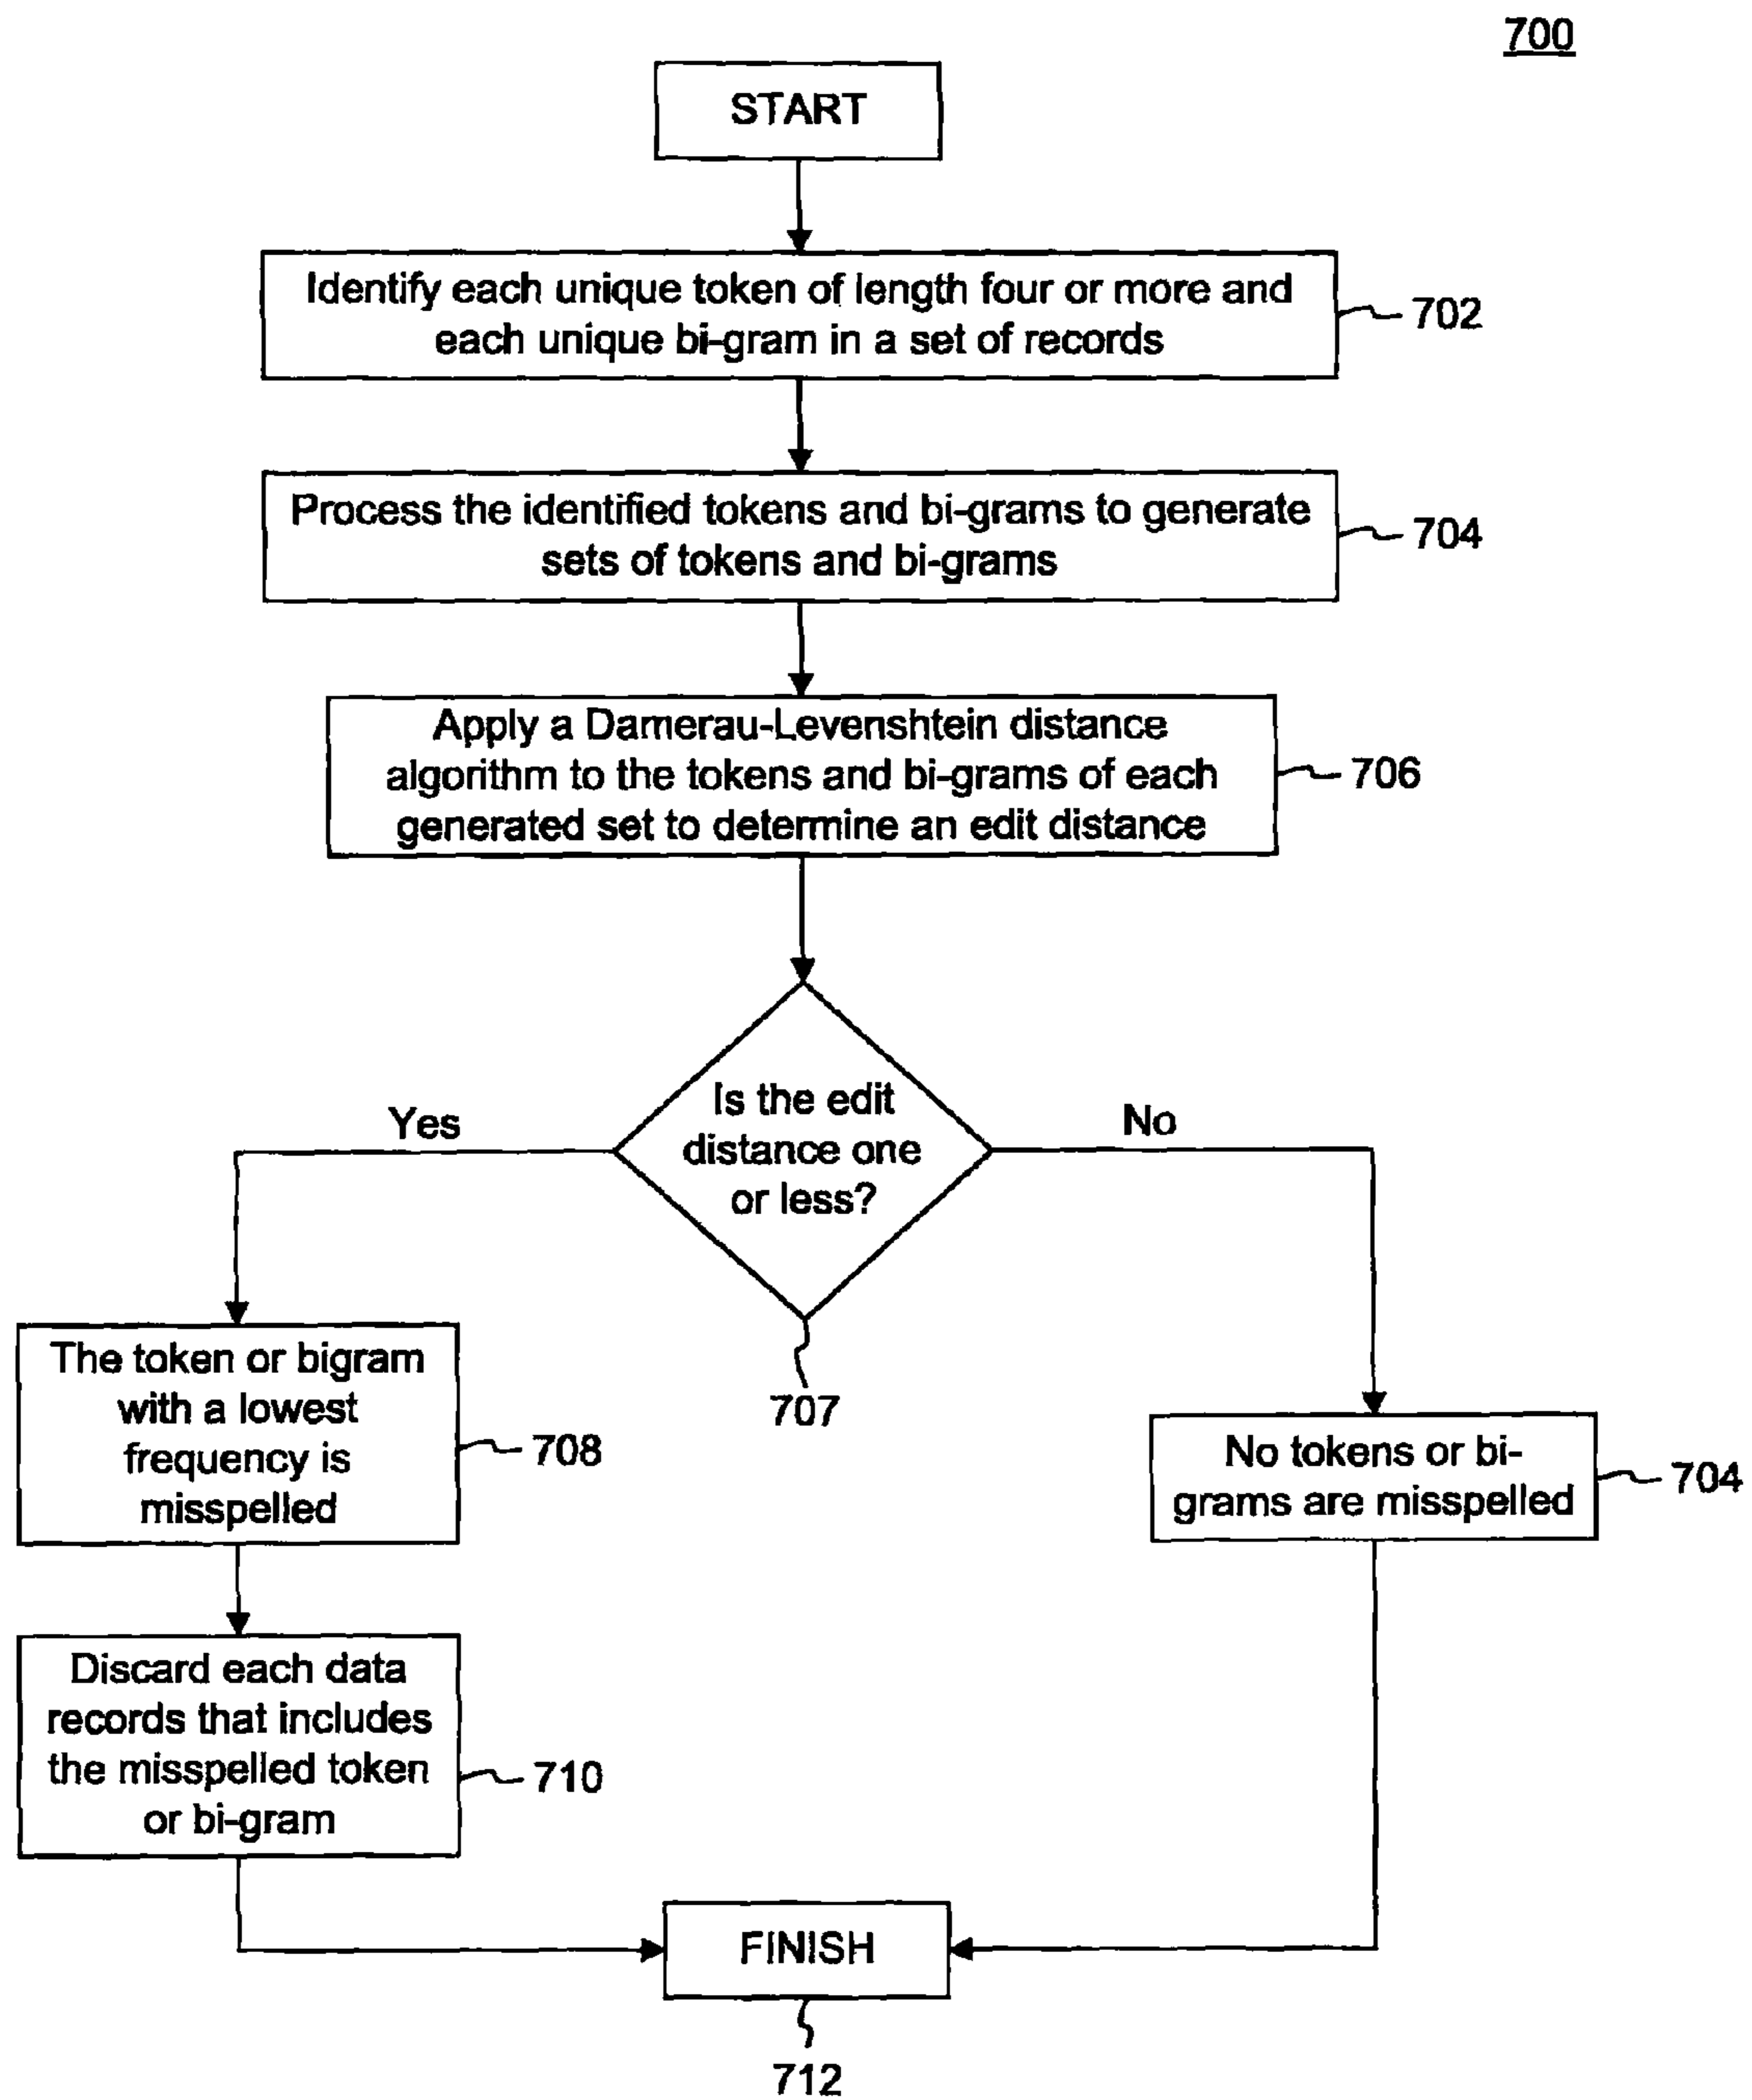 700
START
Identify each unique token of length four or more and
each unique bi-gram in a set of records
702
Process the identified tokens and bi-grams to generate
sets of tokens and bi-grams
704
Apply a Damerau-Levenshtein distance
algorithm to the tokens and bi-grams of each
generated set to determine an edit distance
706
Is the edit
distance one
or less?
707
Yes
No
The token or bigram
with a lowest
frequency is
misspelled
708
No tokens or bi-
grams are misspelled
704
Discard each data
records that includes
the misspelled token
or bi-gram
710
FINISH
712